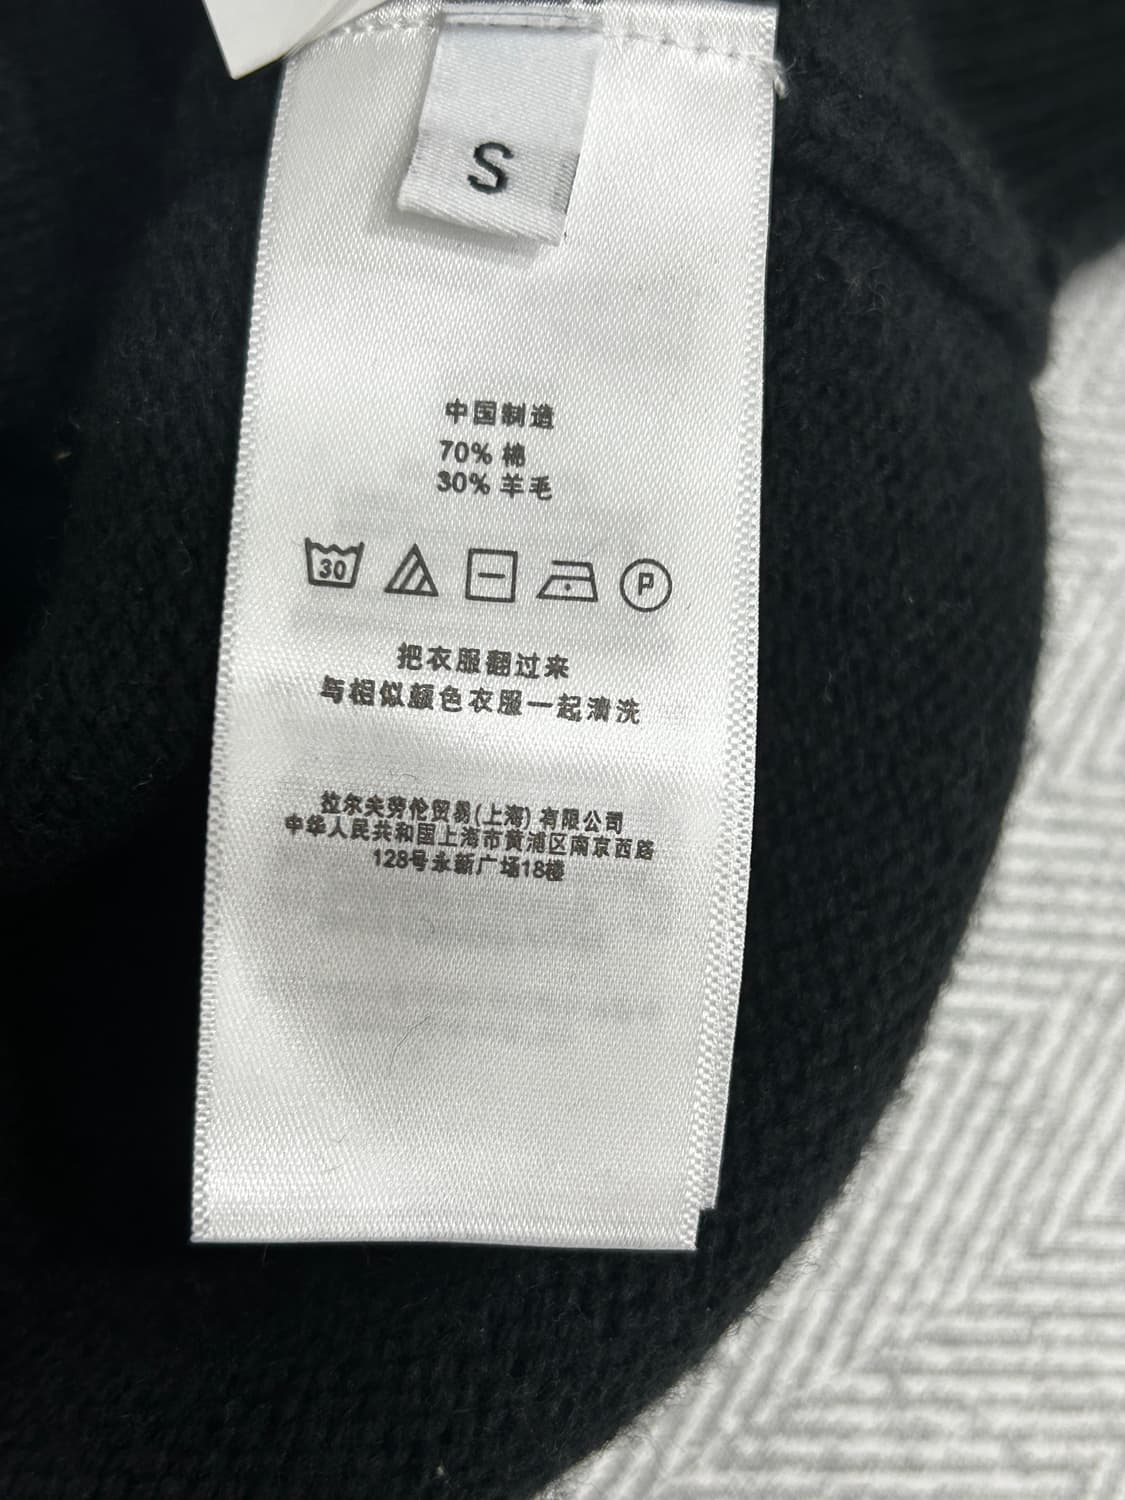 S
中国制造
70% 棉
30% 羊毛
30
P
把衣服翻过来
与相似颜色衣服一起清洗
拉尔夫劳伦贸易(上海) 有限公司
中华人民共和国上海市黄浦区南京西路
128号永新广场18楼